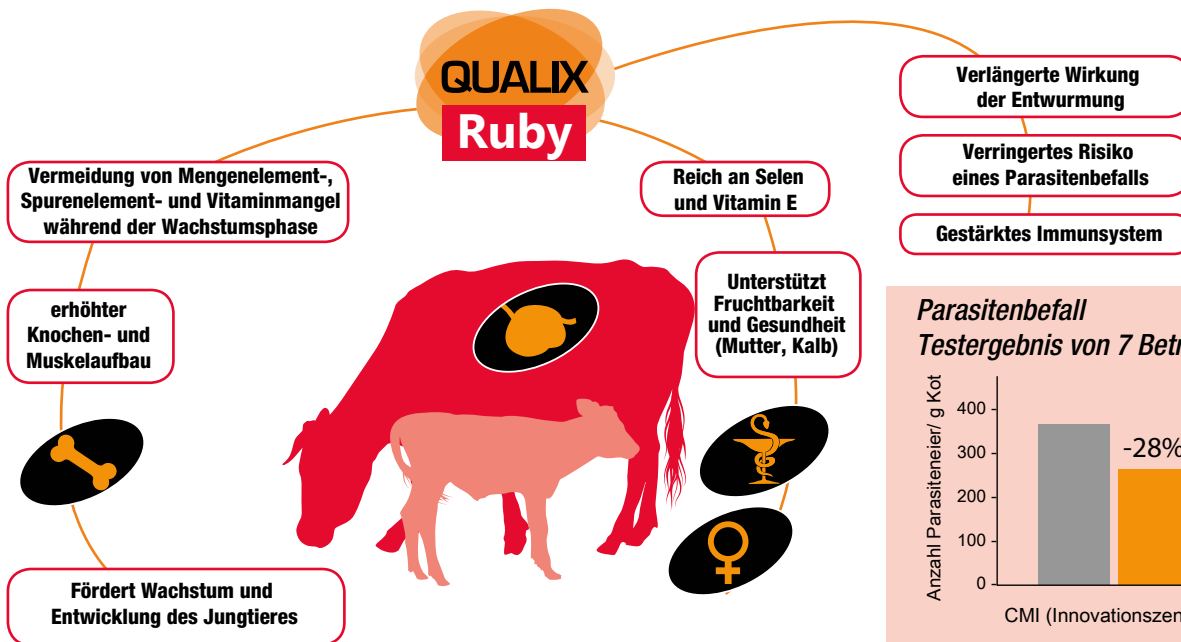 QUALIX
Ruby
Vermeidung von Mengenelement-,
Spurenelement- und Vitaminmangel
während der Wachstumsphase
erhöhter
Knochen- und
Muskelaufbau
Fördert Wachstum und
Entwicklung des Jungtieres
Reich an Selen
und Vitamin E
Unterstützt
Fruchtbarkeit
und Gesundheit
(Mutter, Kalb)
Verlängerte Wirkung
der Entwurmung
Verringertes Risiko
eines Parasitenbefalls
Gestärktes Immunsystem
Parasitenbefall
Testergebnis von 7
Anzahl Parasiteneier/ g Kot
400
300
200
100
0
-28%
CMI